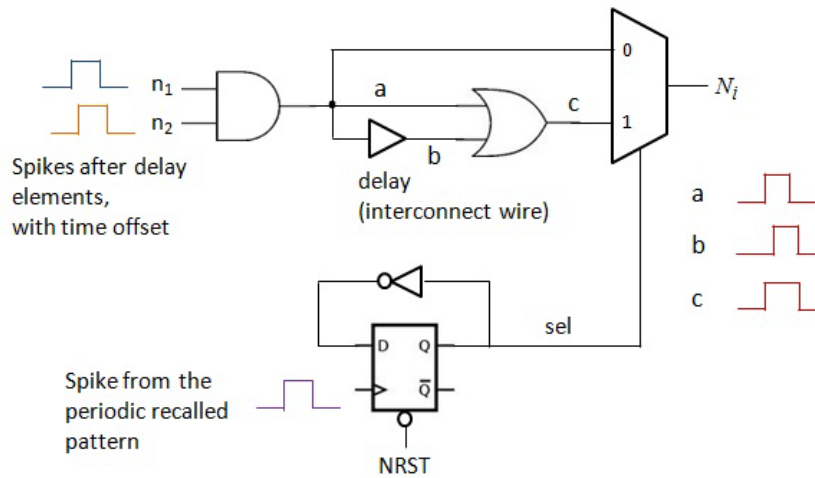 0
n₁
a
c
Nᵢ
n₂
1
b
Spikes after delay
elements,
with time offset
delay
(interconnect wire)
a
b
c
sel
D Q
Q̅
Spike from the
periodic recalled
pattern
NRST